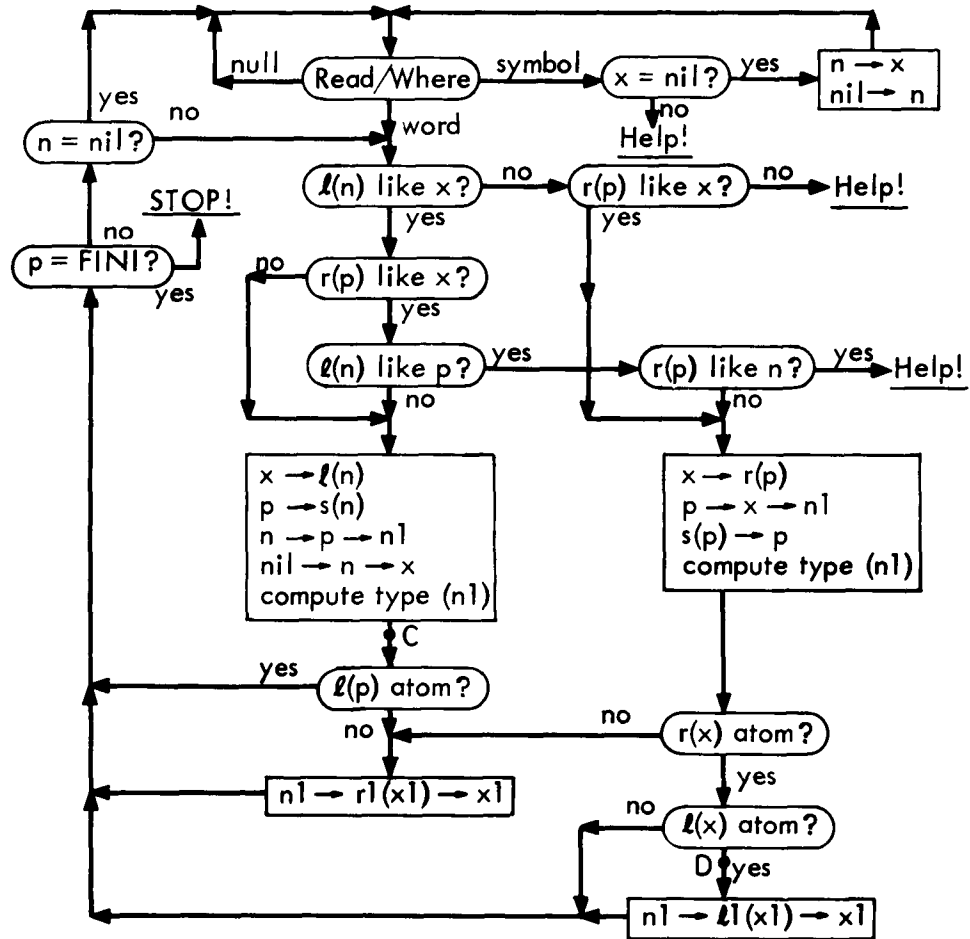 null
Read/Where
symbol
x = nil?
yes
n → x
nil → n
yes
no
n = nil?
word
no
Help!
ℓ(n) like x?
no
r(p) like x?
no
Help!
STOP!
yes
yes
no
p = FINI?
yes
no
r(p) like x?
yes
ℓ(n) like p?
yes
r(p) like n?
yes
Help!
no
no
x → ℓ(n)
p → s(n)
n → p → n1
nil → n → x
compute type (n1)
x → r(p)
p → x → n1
s(p) → p
compute type (n1)
C
yes
ℓ(p) atom?
no
no
r(x) atom?
yes
n1 → r1(x1) → x1
no
ℓ(x) atom?
D
yes
n1 → ℓ1(x1) → x1